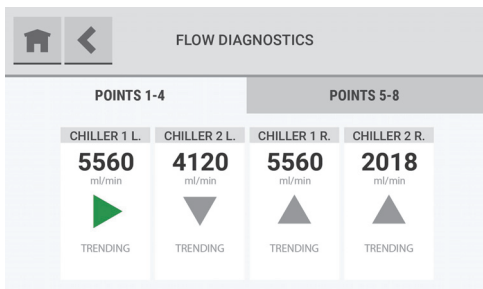 FLOW DIAGNOSTICS
POINTS 1-4 POINTS 5-8
CHILLER 1 L. CHILLER 2 L. CHILLER 1 R. CHILLER 2 R.
5560 4120 5560 2018
ml/min ml/min ml/min ml/min
TRENDING TRENDING TRENDING TRENDING